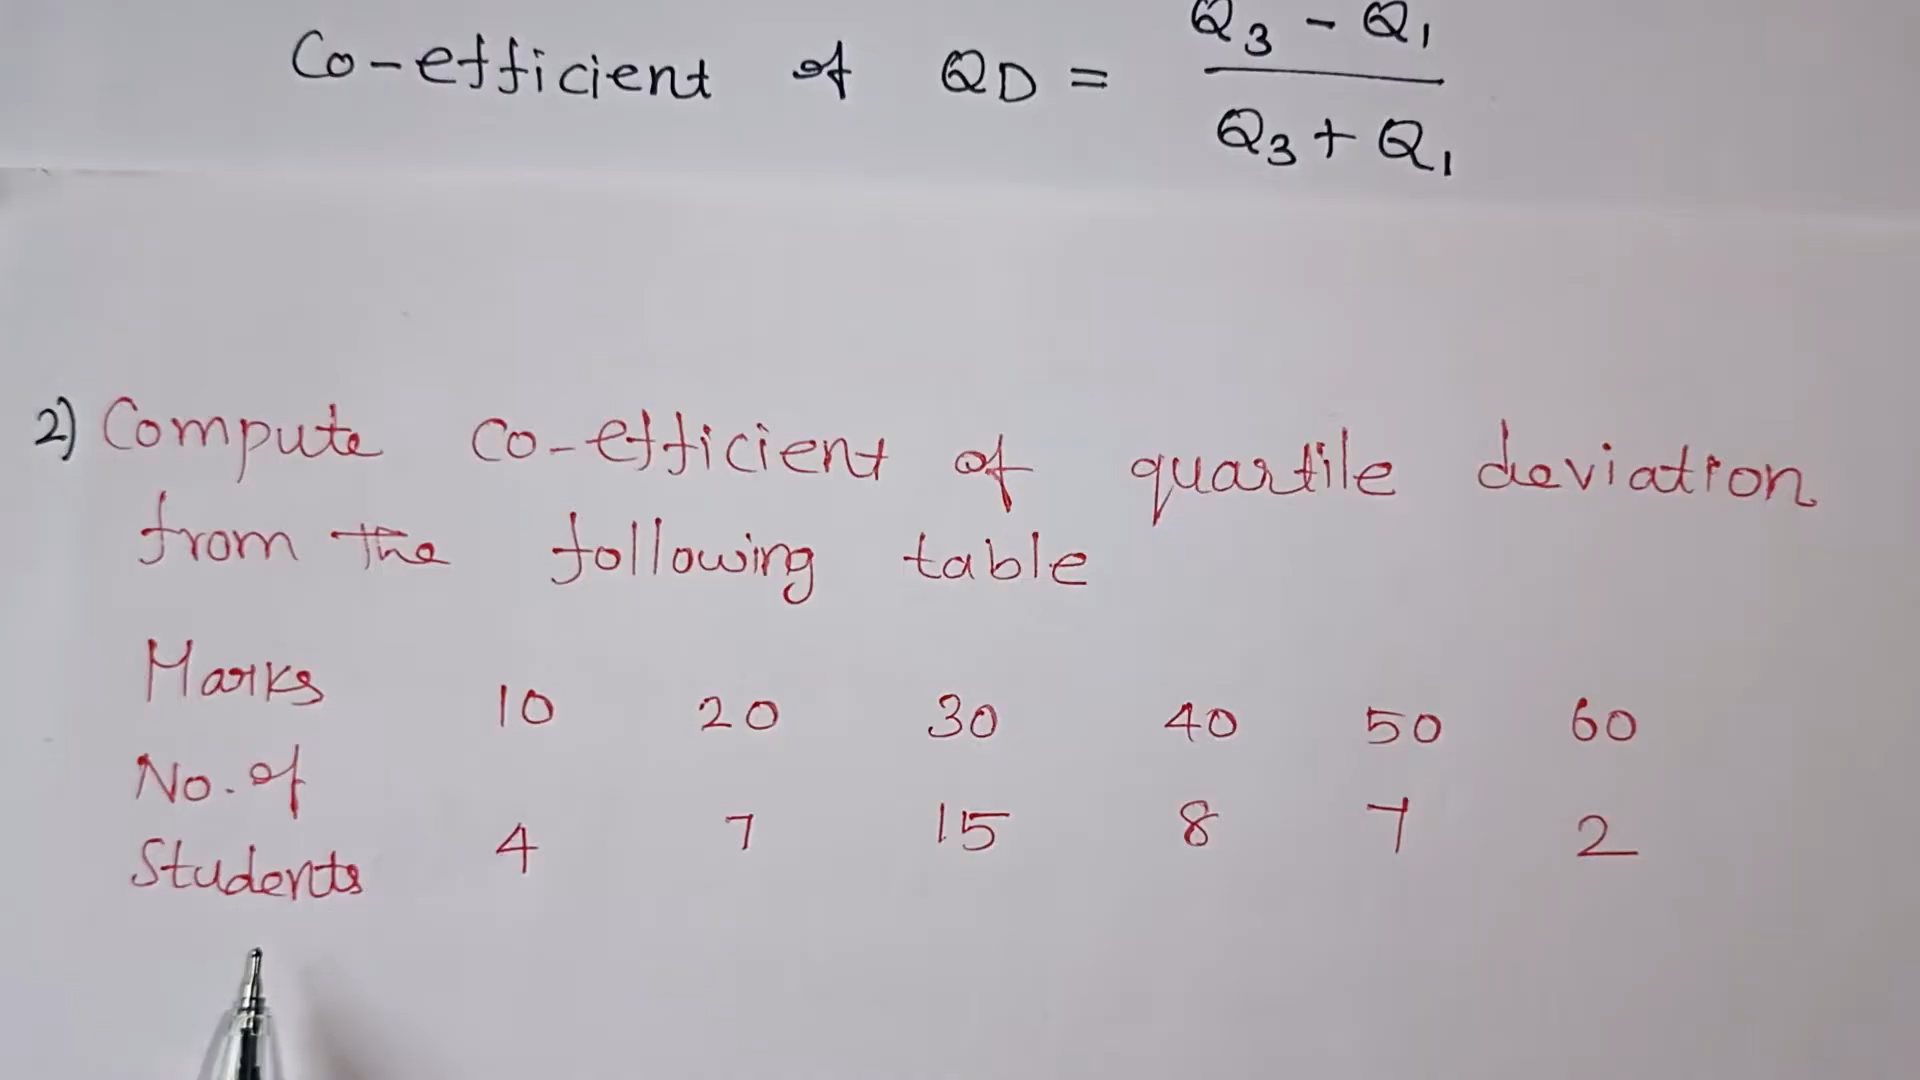 Co-efficient of QD = Q3 - Q1
Q3 + Q1
2) Compute co-efficient of quartile deviation
from the following table
Marks 10 20 30 40 50 60
No. of
Students 4 7 15 8 7 2